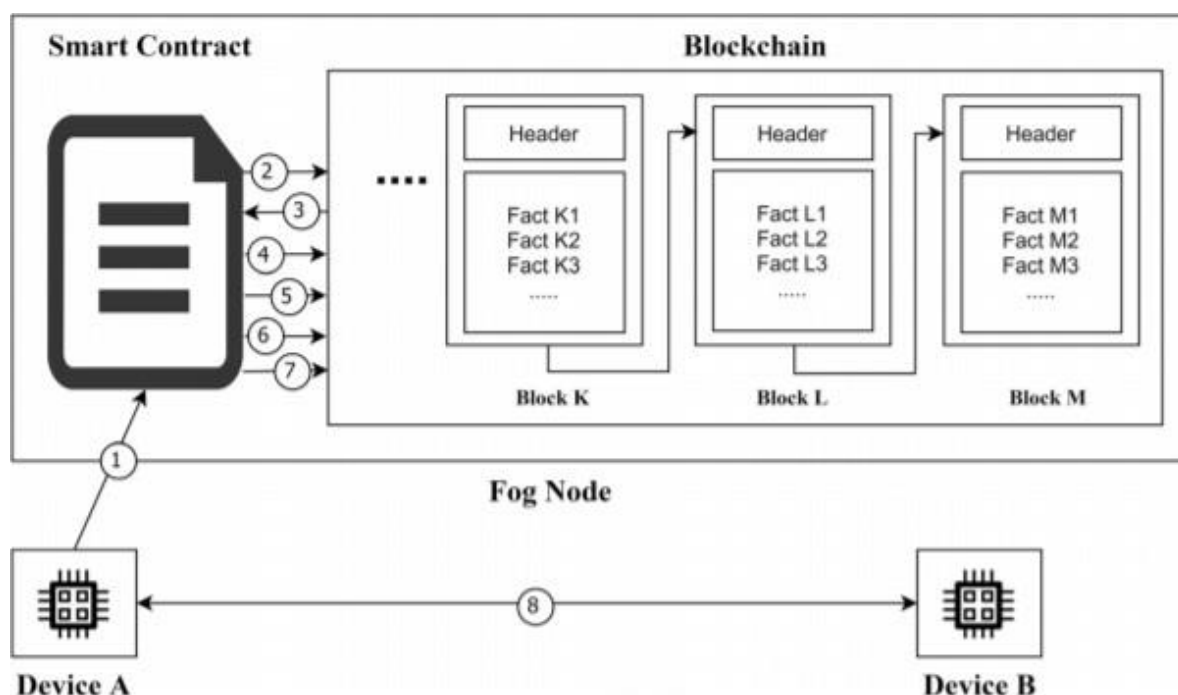 Smart Contract
Blockchain
2
3
4
5
6
7
....
Header
Fact K1
Fact K2
Fact K3
.....
Block K
Header
Fact L1
Fact L2
Fact L3
.....
Block L
Header
Fact M1
Fact M2
Fact M3
.....
Block M
1
Fog Node
8
Device A
Device B